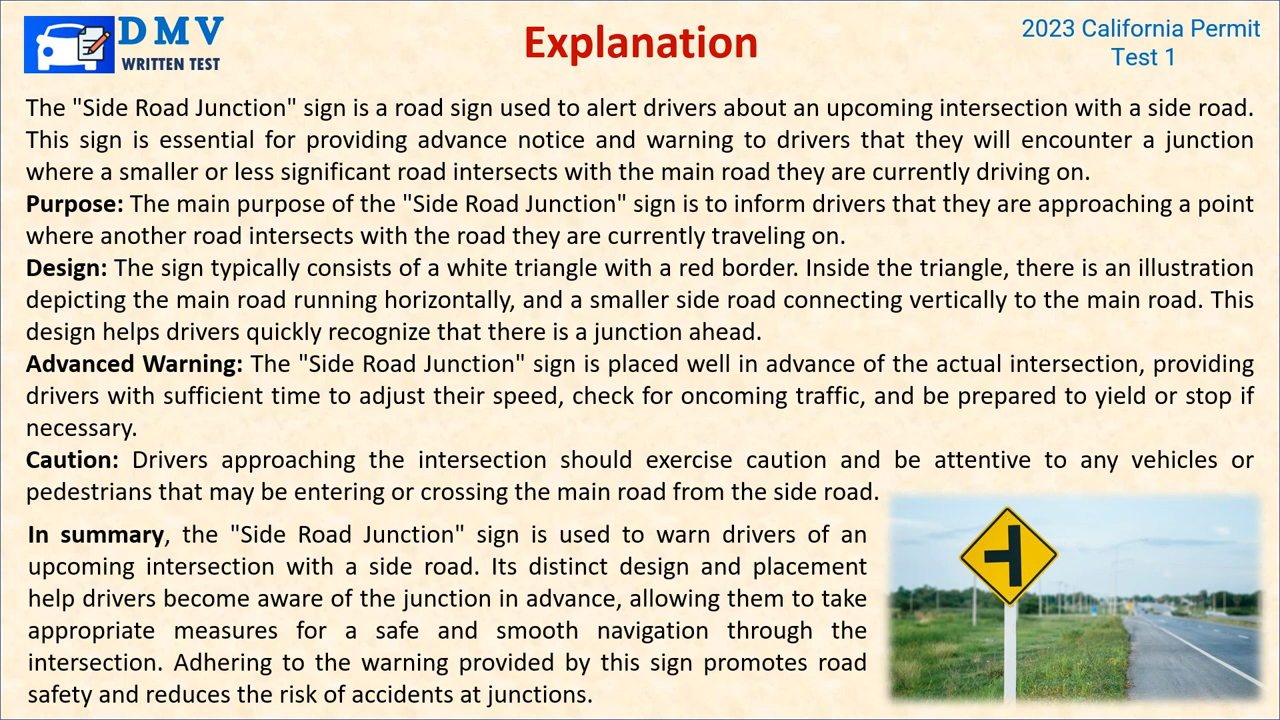 DMV
WRITTEN TEST
Explanation
2023 California Permit
Test 1
The "Side Road Junction" sign is a road sign used to alert drivers about an upcoming intersection with a side road.
This sign is essential for providing advance notice and warning to drivers that they will encounter a junction
where a smaller or less significant road intersects with the main road they are currently driving on.
Purpose: The main purpose of the "Side Road Junction" sign is to inform drivers that they are approaching a point
where another road intersects with the road they are currently traveling on.
Design: The sign typically consists of a white triangle with a red border. Inside the triangle, there is an illustration
depicting the main road running horizontally, and a smaller side road connecting vertically to the main road. This
design helps drivers quickly recognize that there is a junction ahead.
Advanced Warning: The "Side Road Junction" sign is placed well in advance of the actual intersection, providing
drivers with sufficient time to adjust their speed, check for oncoming traffic, and be prepared to yield or stop if
necessary.
Caution: Drivers approaching the intersection should exercise caution and be attentive to any vehicles or
pedestrians that may be entering or crossing the main road from the side road.
In summary, the "Side Road Junction" sign is used to warn drivers of an
upcoming intersection with a side road. Its distinct design and placement
help drivers become aware of the junction in advance, allowing them to take
appropriate measures for a safe and smooth navigation through the
intersection. Adhering to the warning provided by this sign promotes road
safety and reduces the risk of accidents at junctions.